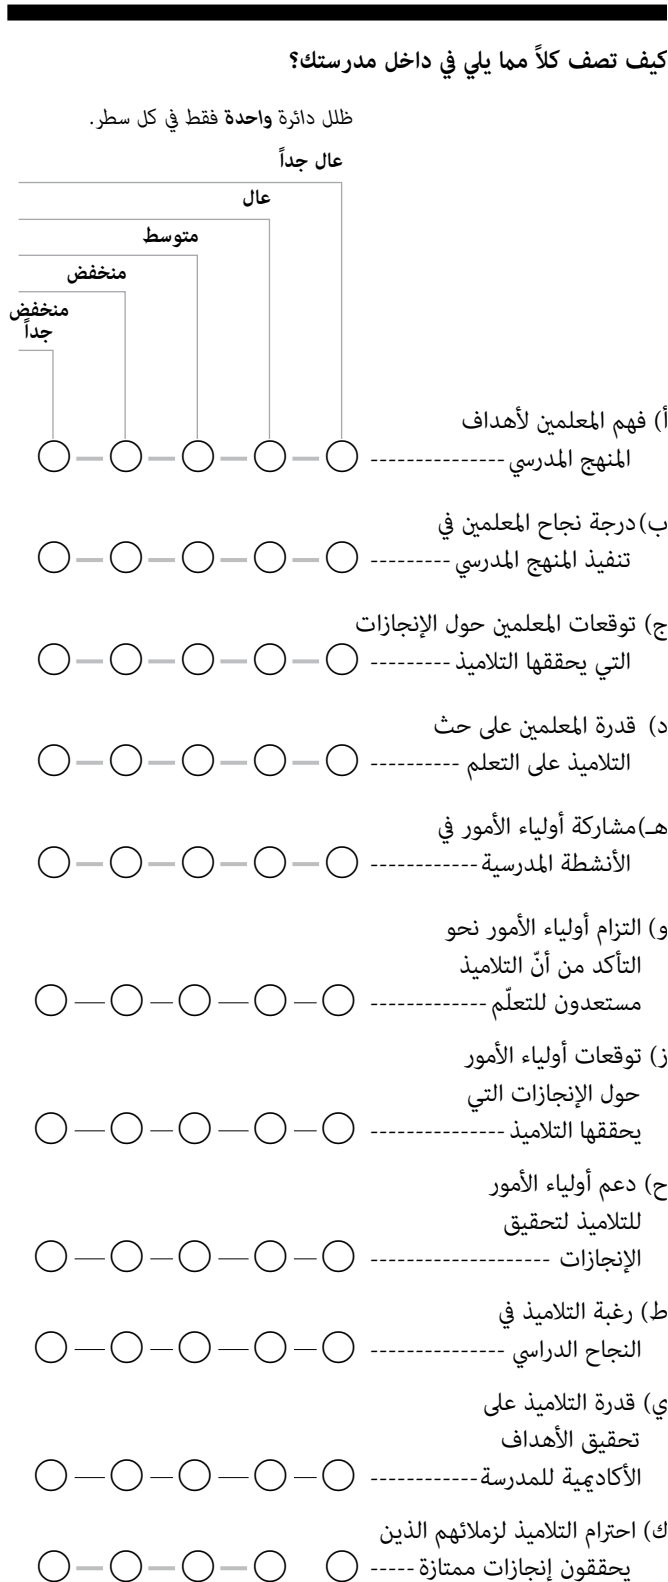 كيف تصف كلاً مما يلي في داخل مدرستك؟
ظلل دائرة واحدة فقط في كل سطر.
عال جداً
عال
متوسط
منخفض
منخفض
جداً
أ) فهم المعلمين لأهداف
المنهج المدرسي ---------------
ب) درجة نجاح المعلمين في
تنفيذ المنهج المدرسي ---------
ج) توقعات المعلمين حول الإنجازات
التي يحققها التلاميذ ---------
د) قدرة المعلمين على حث
التلاميذ على التعلم ----------
هـ) مشاركة أولياء الأمور في
الأنشطة المدرسية ------------
و) التزام أولياء الأمور نحو
التأكد من أنّ التلاميذ
مستعدون للتعلّم -------------
ز) توقعات أولياء الأمور
حول الإنجازات التي
يحققها التلاميذ ---------------
ح) دعم أولياء الأمور
للتلاميذ لتحقيق
الإنجازات --------------------
ط) رغبة التلاميذ في
النجاح الدراسي ---------------
ي) قدرة التلاميذ على
تحقيق الأهداف
الأكاديمية للمدرسة ------------
ك) احترام التلاميذ لزملائهم الذين
يحققون إنجازات ممتازة -----